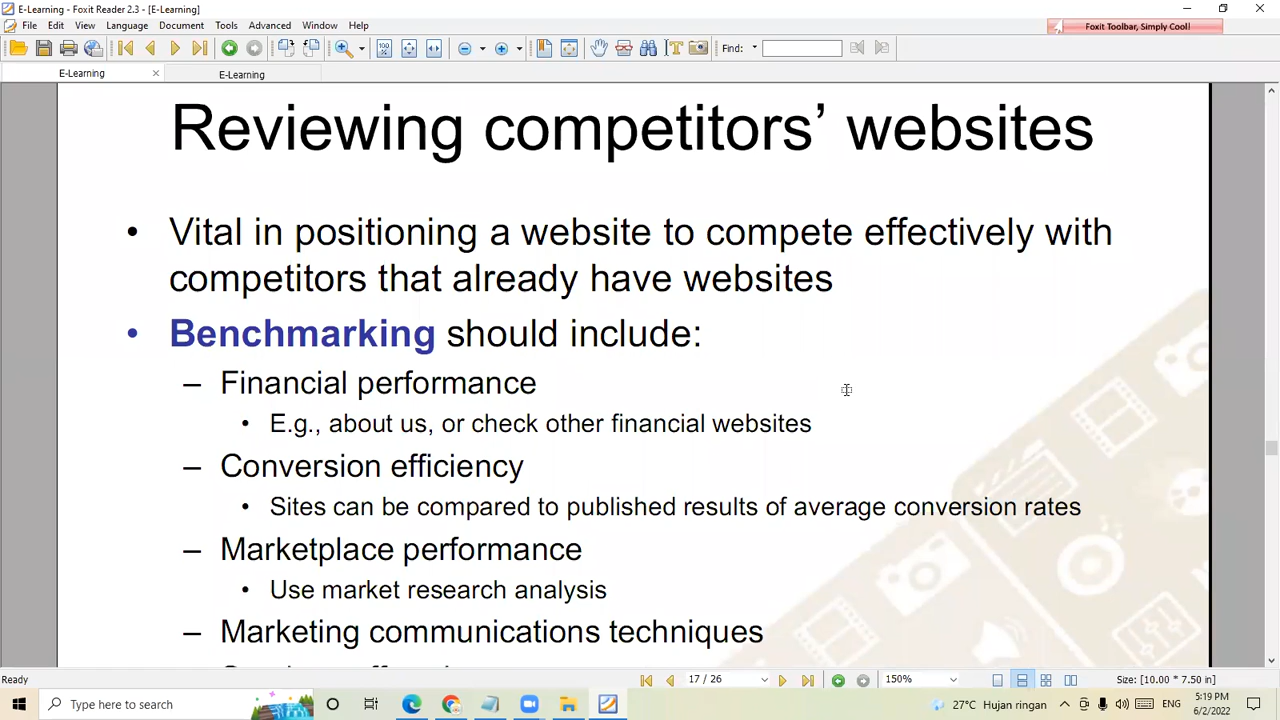 E-Learning - Foxit Reader 2.3 - [E-Learning]
File Edit View Language Document Tools Advanced Window Help
Foxit Toolbar, Simply Cool!
Find:
E-Learning
E-Learning
Reviewing competitors’ websites
• Vital in positioning a website to compete effectively with
competitors that already have websites
• Benchmarking should include:
– Financial performance
• E.g., about us, or check other financial websites
– Conversion efficiency
• Sites can be compared to published results of average conversion rates
– Marketplace performance
• Use market research analysis
– Marketing communications techniques
Ready
17 / 26
150%
Size: [10.00 * 7.50 in]
Type here to search
27°C Hujan ringan
5:19 PM
6/2/2022